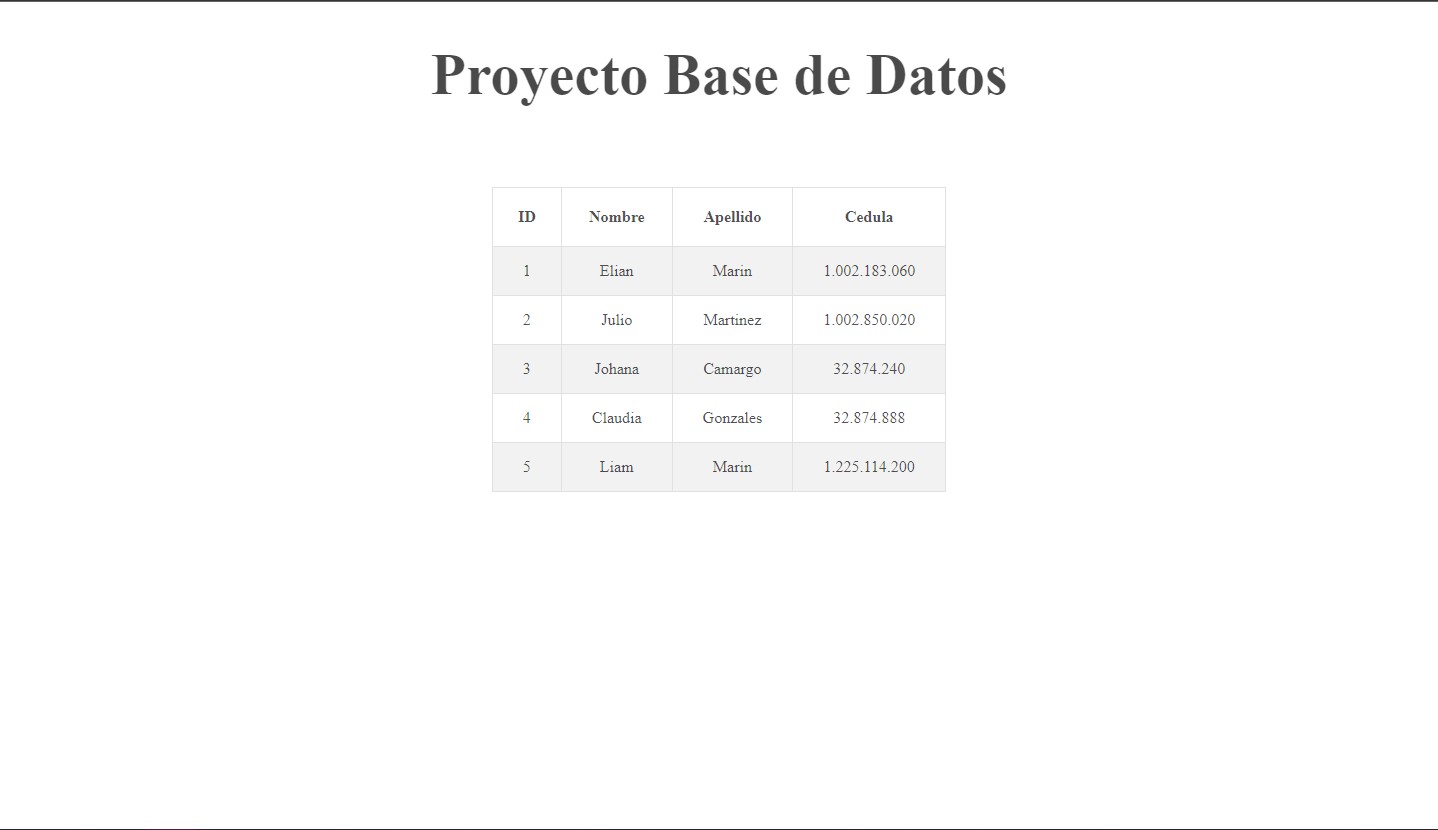 Proyecto Base de Datos
ID Nombre Apellido Cedula
1 Elian Marin 1.002.183.060
2 Julio Martinez 1.002.850.020
3 Johana Camargo 32.874.240
4 Claudia Gonzales 32.874.888
5 Liam Marin 1.225.114.200